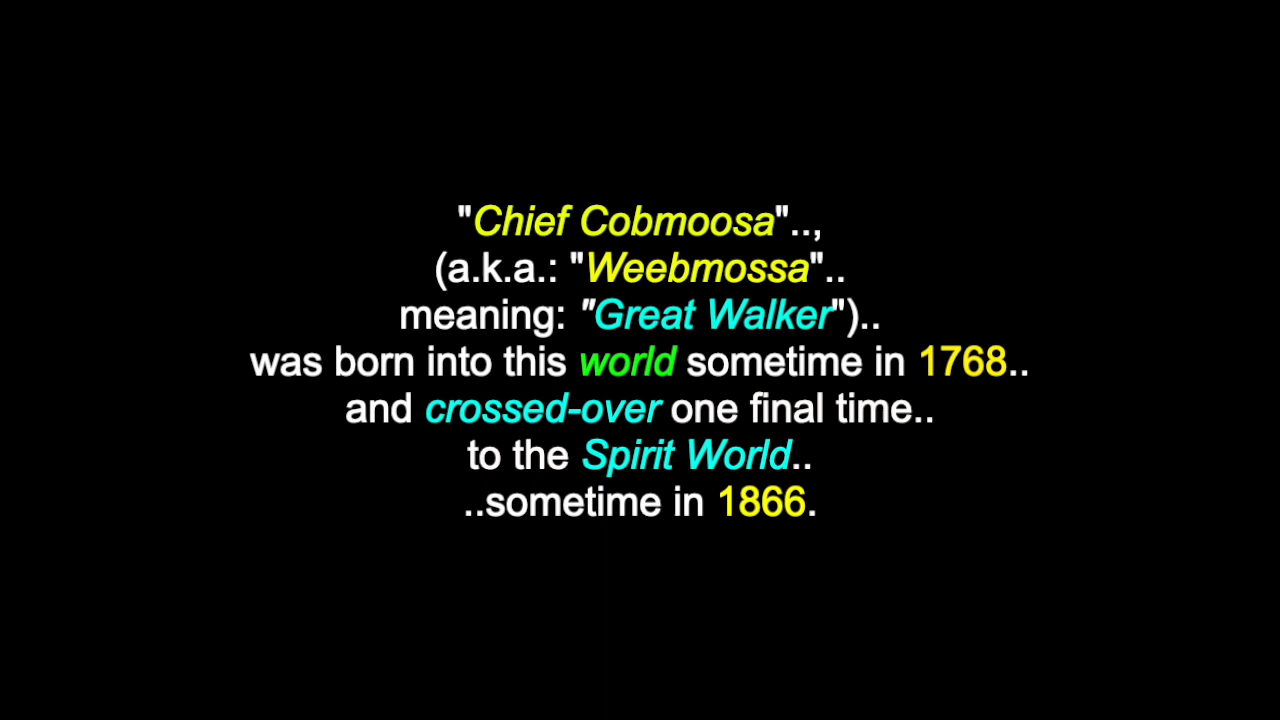 "Chief Cobmoosa"..,
(a.k.a.: "Weebmossa"..
meaning: "Great Walker")..
was born into this world sometime in 1768..
and crossed-over one final time..
to the Spirit World..
..sometime in 1866.